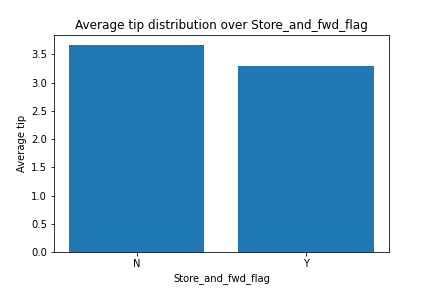 Average tip distribution over Store_and_fwd_flag
3.5
3.0
2.5
2.0
1.5
1.0
0.5
0.0
Average tip
N Y
Store_and_fwd_flag